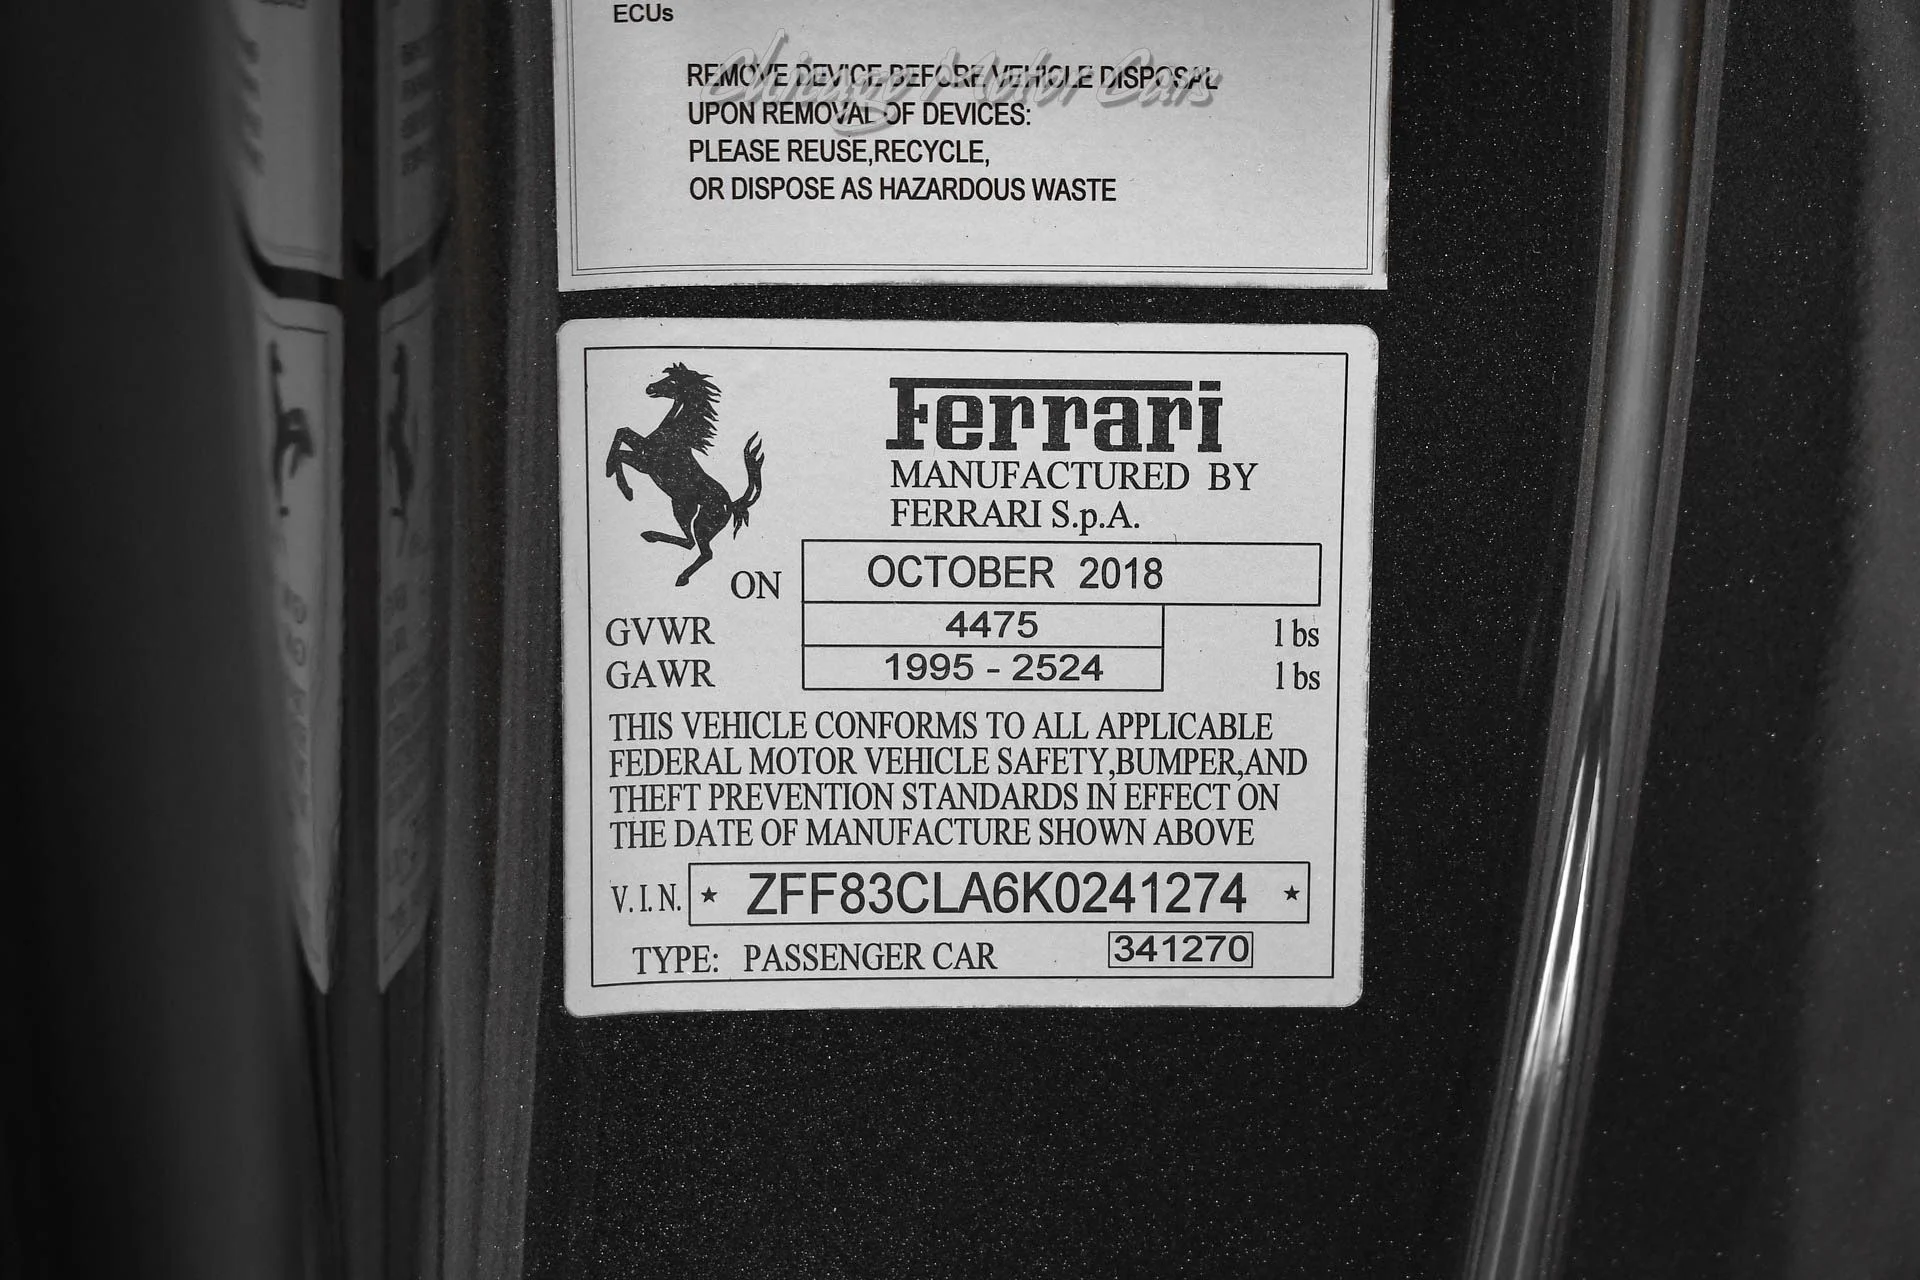 ECUs
Chicago Motor Cars
REMOVE DEVICE BEFORE VEHICLE DISPOSAL
UPON REMOVAL OF DEVICES:
PLEASE REUSE,RECYCLE,
OR DISPOSE AS HAZARDOUS WASTE
Ferrari
MANUFACTURED BY
FERRARI S.p.A.
ON OCTOBER 2018
GVWR 4475 lbs
GAWR 1995 - 2524 lbs
THIS VEHICLE CONFORMS TO ALL APPLICABLE
FEDERAL MOTOR VEHICLE SAFETY,BUMPER,AND
THEFT PREVENTION STANDARDS IN EFFECT ON
THE DATE OF MANUFACTURE SHOWN ABOVE
V.I.N. ★ ZFF83CLA6K0241274 ★
TYPE: PASSENGER CAR 341270